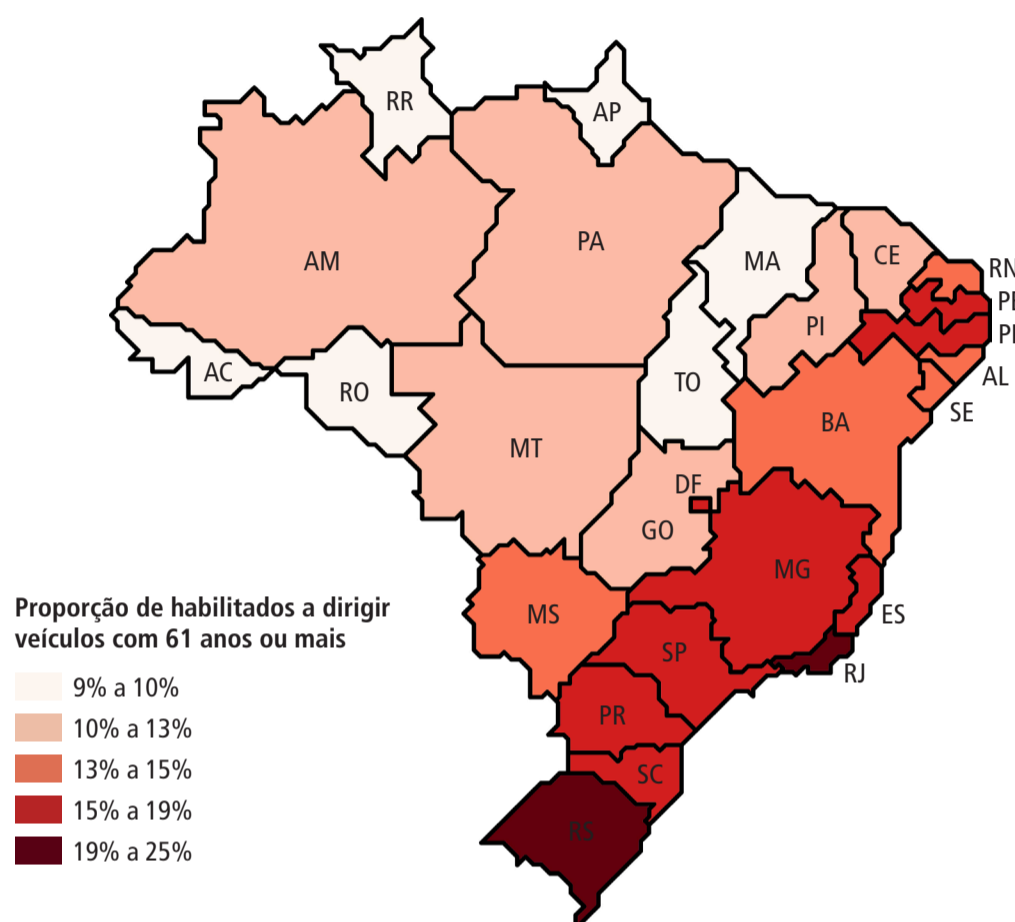 RR
AP
AM
PA
MA
CE
RN
PI
AC
RO
TO
AL
SE
MT
BA
DF
GO
MG
MS
ES
SP
RJ
PR
SC
RS
Proporção de habilitados a dirigir
veículos com 61 anos ou mais
9% a 10%
10% a 13%
13% a 15%
15% a 19%
19% a 25%